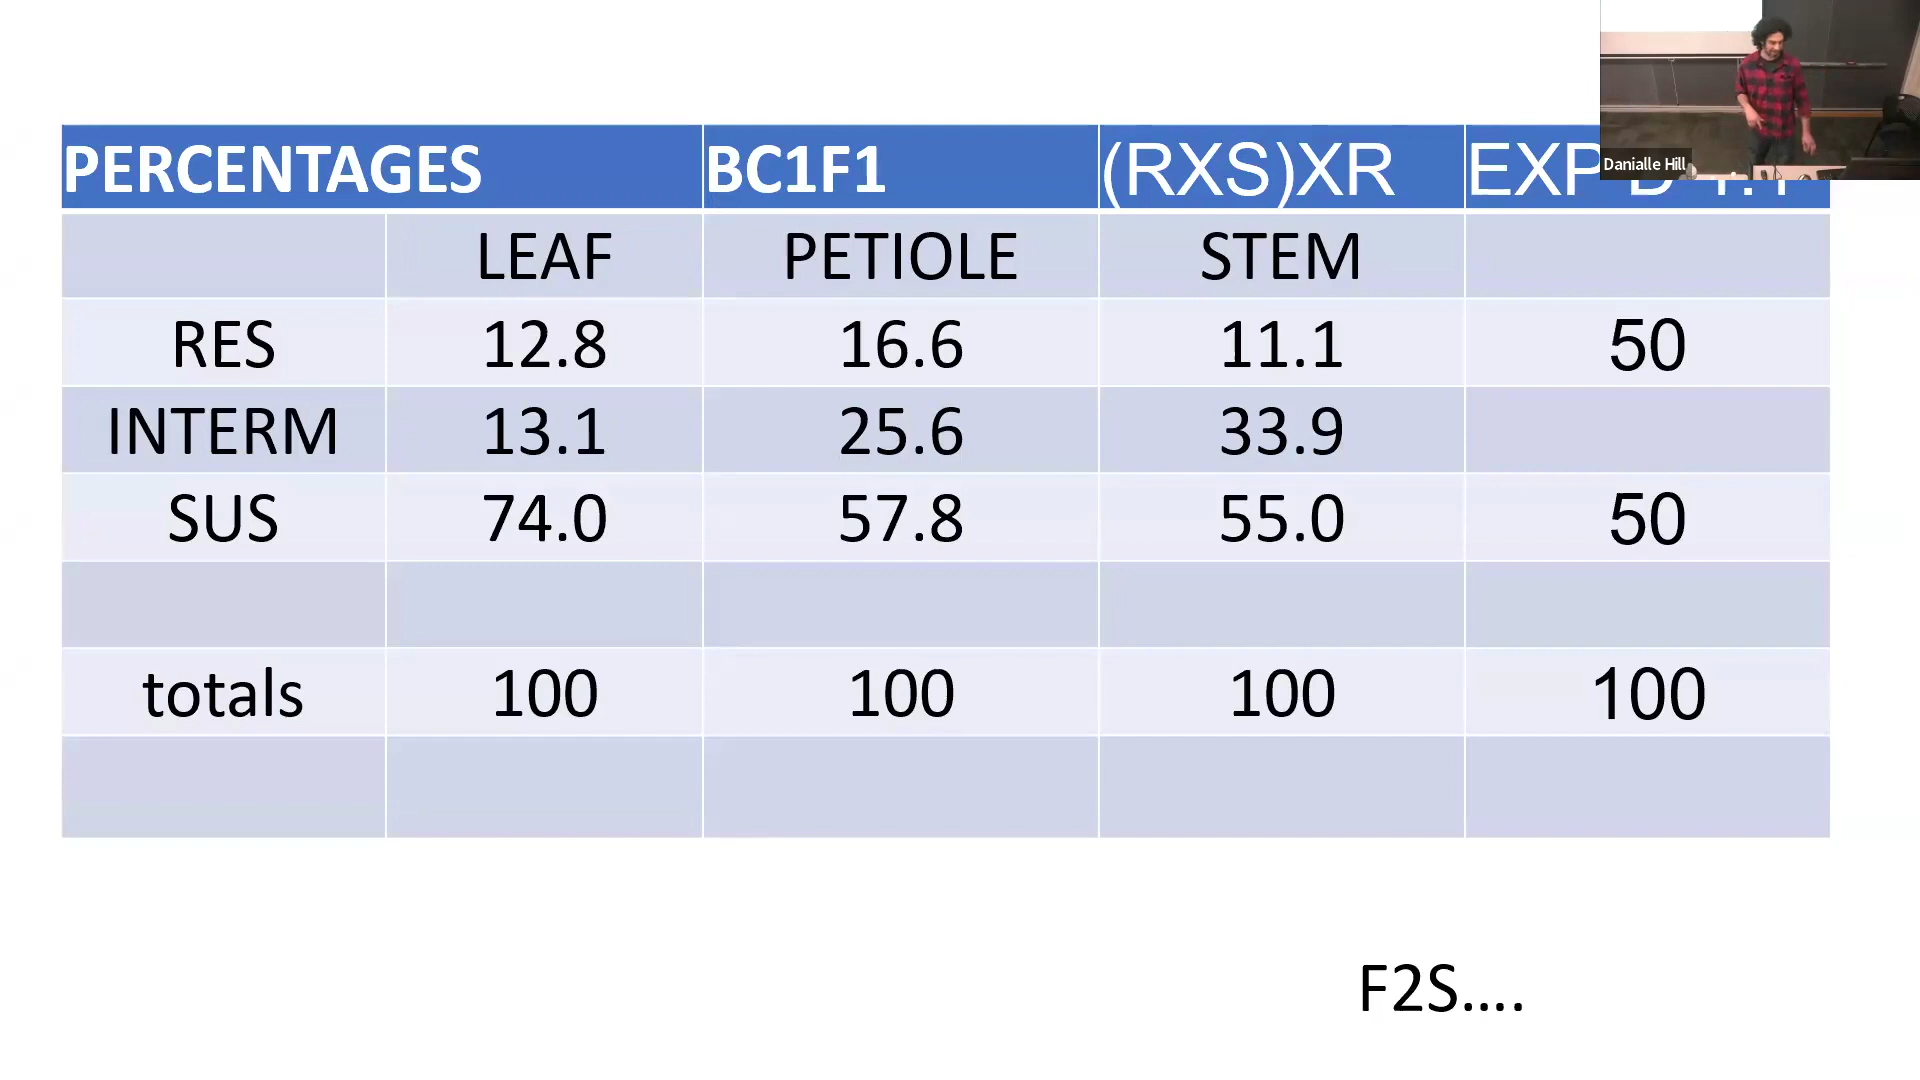 PERCENTAGES BC1F1 (RXS)XR EXP
Danialle Hill
LEAF PETIOLE STEM
RES 12.8 16.6 11.1 50
INTERM 13.1 25.6 33.9
SUS 74.0 57.8 55.0 50
totals 100 100 100 100
F2S....